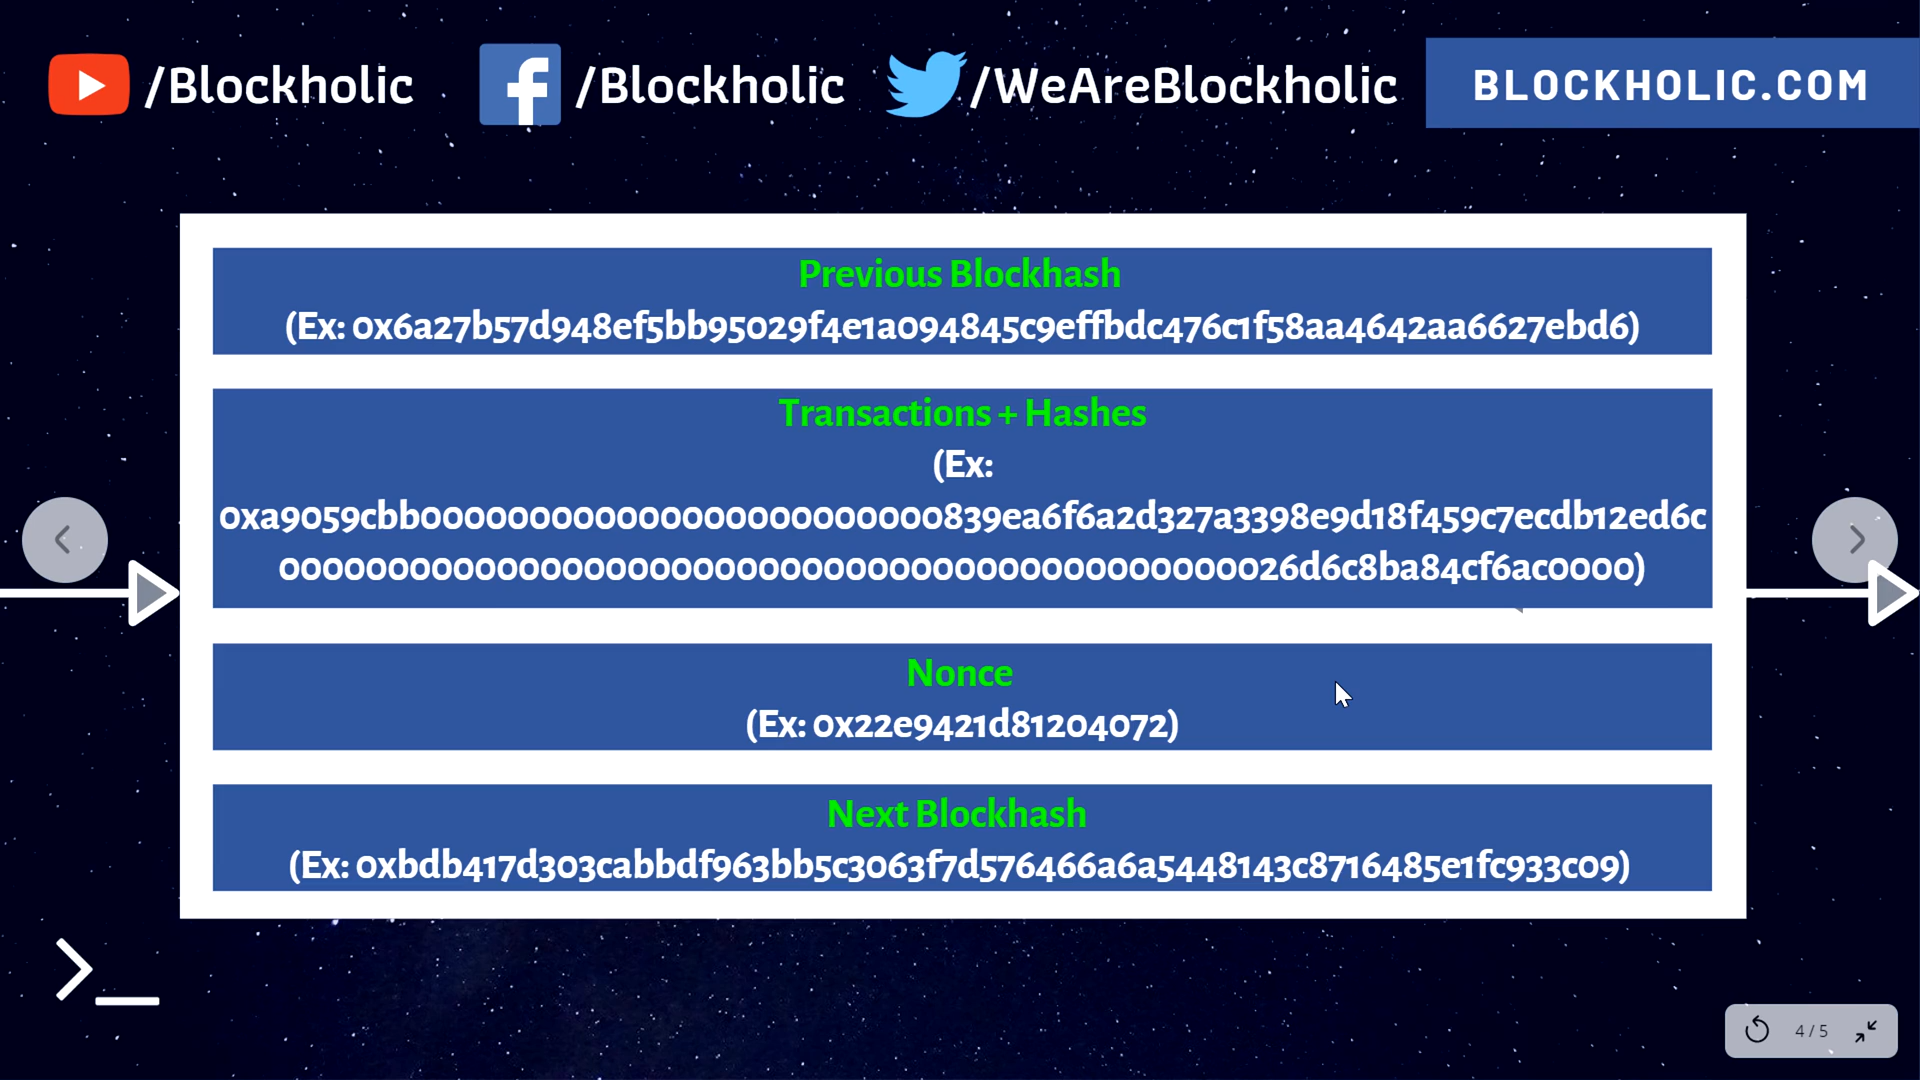 /Blockholic
/Blockholic
/WeAreBlockholic
BLOCKHOLIC.COM
Previous Blockhash
(Ex: 0x6a27b57d948ef5bb95029f4e1a094845c9effbdc476c1f58aa4642aa6627ebd6)
Transactions + Hashes
(Ex:
0xa9059cbb000000000000000000000000839ea6f6a2d327a3398e9d18f459c7ecdb12ed6c
00000000000000000000000000000000000000000000026d6c8ba84cf6ac0000)
Nonce
(Ex: 0x22e9421d81204072)
Next Blockhash
(Ex: 0xbdb417d303cabbdf963bb5c3063f7d576466a6a5448143c8716485e1fc933c09)
4 / 5